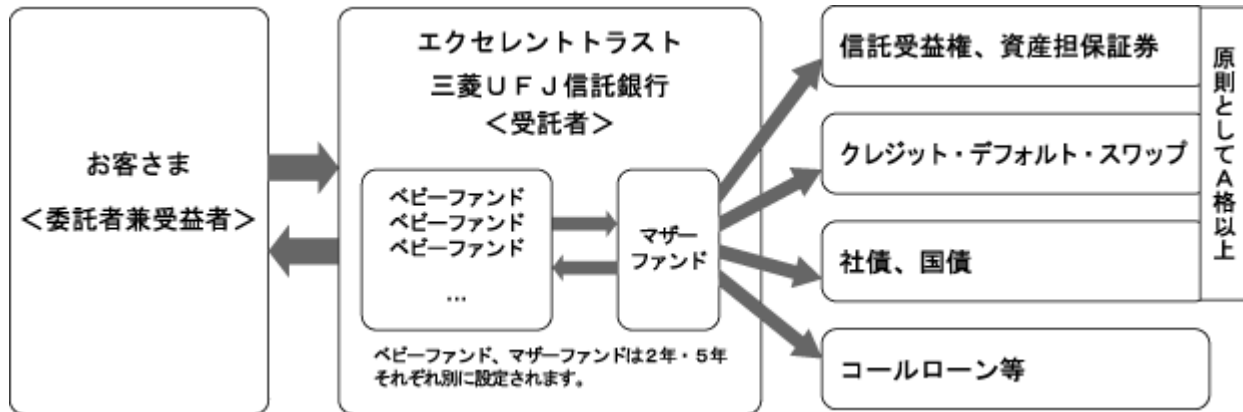 お客さま
＜委託者兼受益者＞
エクセレントトラスト
三菱ＵＦＪ信託銀行
＜受託者＞
ベビーファンド
ベビーファンド
ベビーファンド
…
マザー
ファンド
ベビーファンド、マザーファンドは２年・５年
それぞれ別に設定されます。
信託受益権、資産担保証券
クレジット・デフォルト・スワップ
社債、国債
コールローン等
原則としてＡ格以上